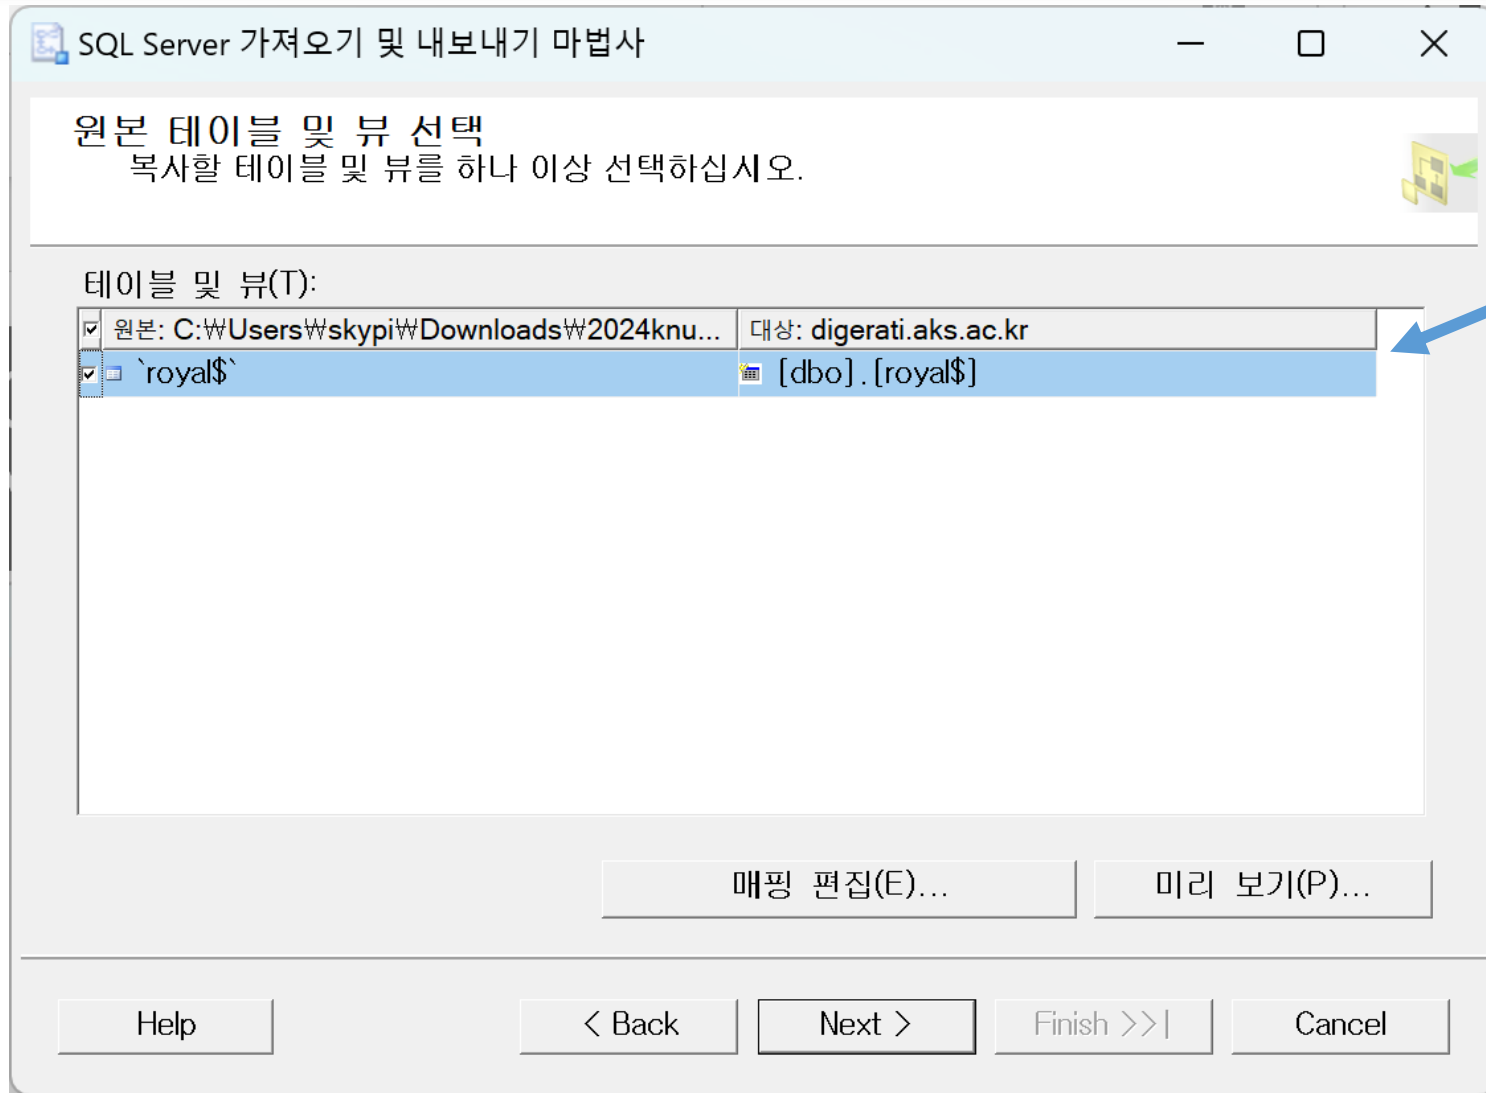 SQL Server 가져오기 및 내보내기 마법사
원본 테이블 및 뷰 선택
복사할 테이블 및 뷰를 하나 이상 선택하십시오.
테이블 및 뷰(T):
원본: C:₩Users₩skypi₩Downloads₩2024knu... 대상: digerati.aks.ac.kr
`royal$` [dbo].[royal$]
매핑 편집(E)... 미리 보기(P)...
Help < Back Next > Finish >>| Cancel